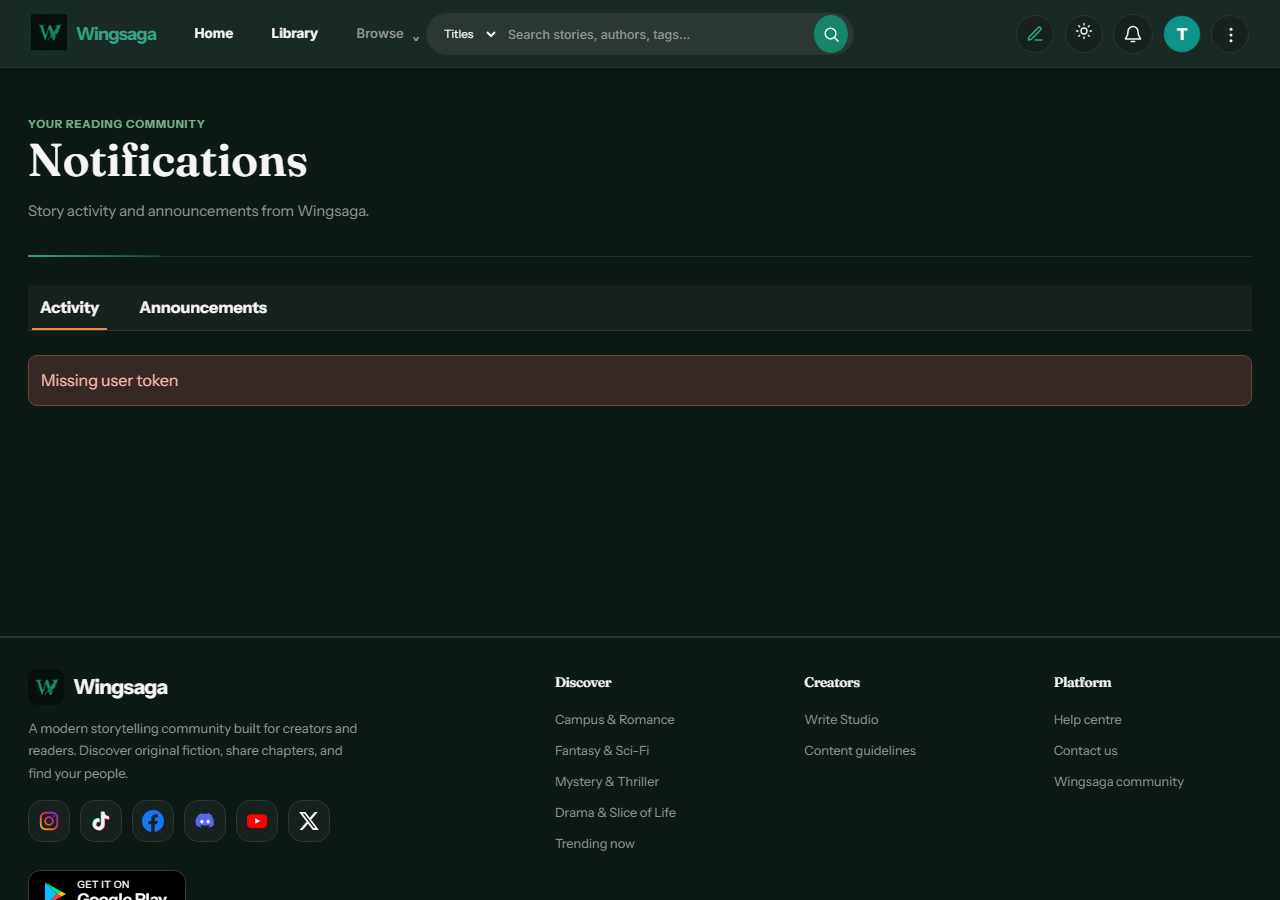 Wingsaga
Home
Library
Browse
Titles
Search stories, authors, tags...
T
YOUR READING COMMUNITY
Notifications
Story activity and announcements from Wingsaga.
Activity
Announcements
Missing user token
Wingsaga
A modern storytelling community built for creators and
readers. Discover original fiction, share chapters, and
find your people.
GET IT ON
Google Play
Discover
Campus & Romance
Fantasy & Sci-Fi
Mystery & Thriller
Drama & Slice of Life
Trending now
Creators
Write Studio
Content guidelines
Platform
Help centre
Contact us
Wingsaga community